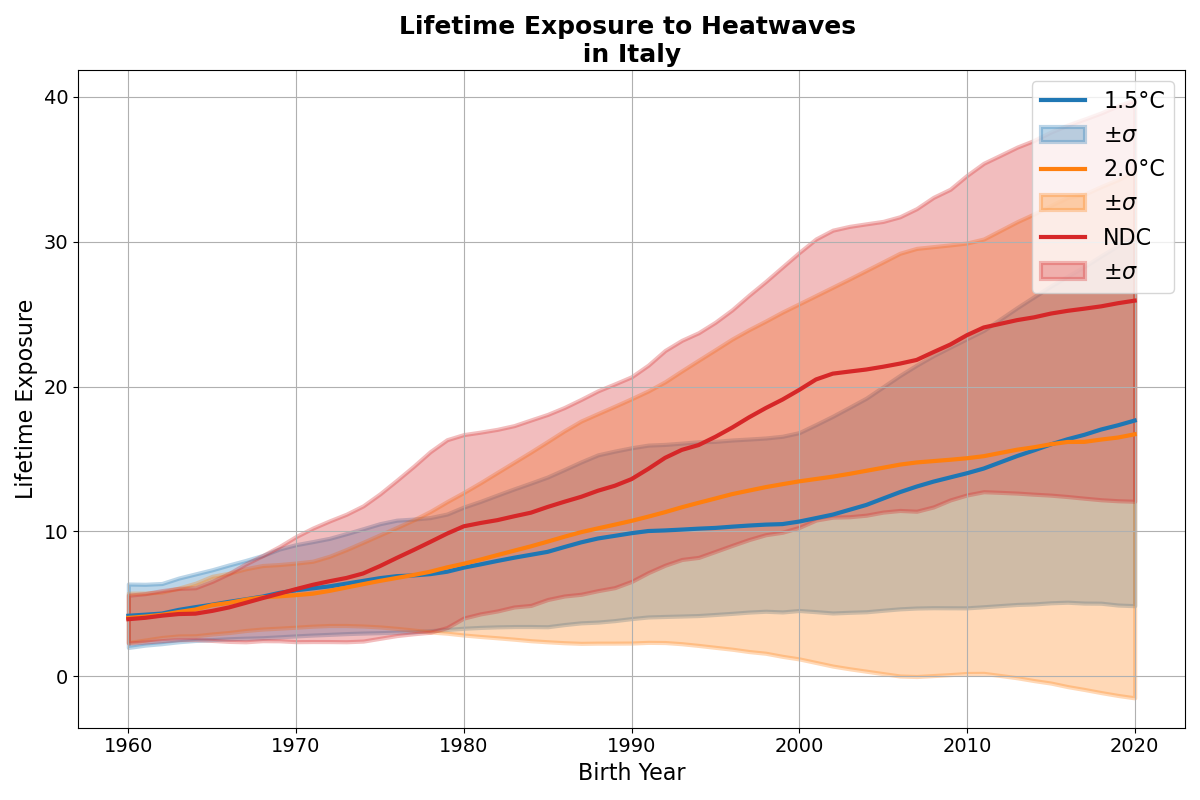 Lifetime Exposure to Heatwaves
in Italy
Lifetime Exposure
40
30
20
10
0
1.5°C
±σ
2.0°C
±σ
NDC
±σ
1960 1970 1980 1990 2000 2010 2020
Birth Year